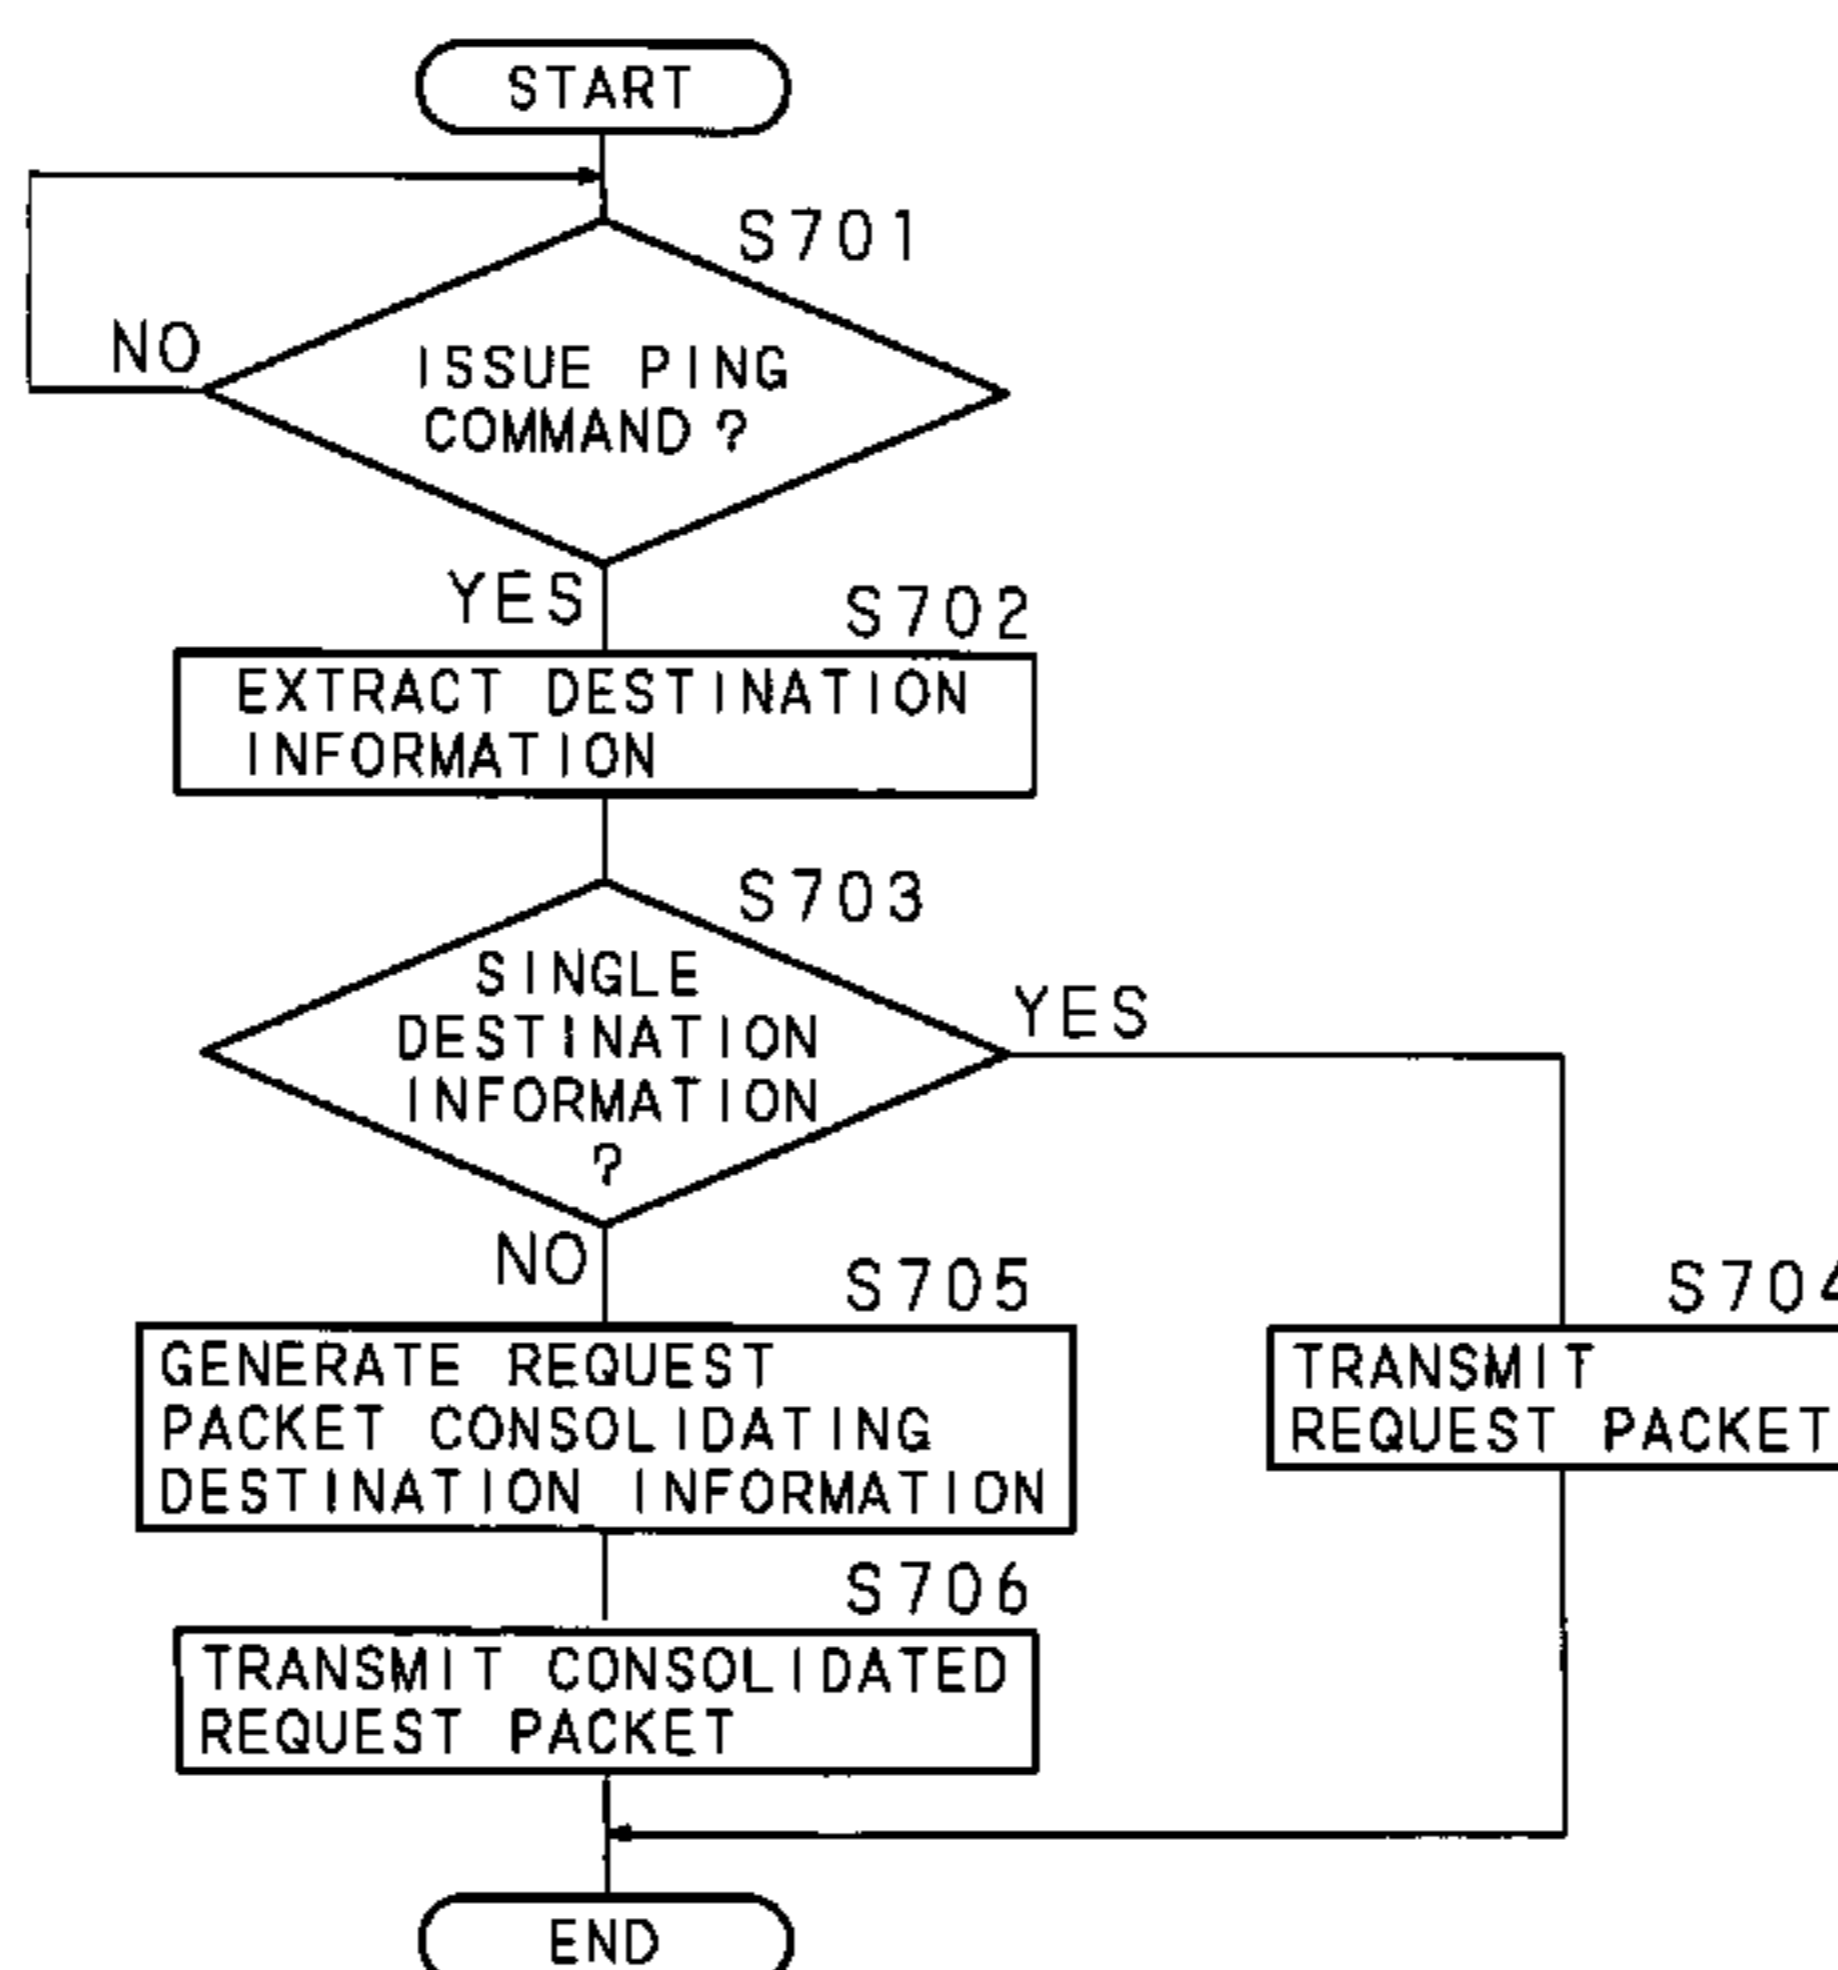 START
S701
NO
ISSUE PING
COMMAND?
YES
S702
EXTRACT DESTINATION
INFORMATION
S703
SINGLE
DESTINATION
INFORMATION
?
YES
NO
S705
S704
GENERATE REQUEST
PACKET CONSOLIDATING
DESTINATION INFORMATION
TRANSMIT
REQUEST PACKET
S706
TRANSMIT CONSOLIDATED
REQUEST PACKET
END